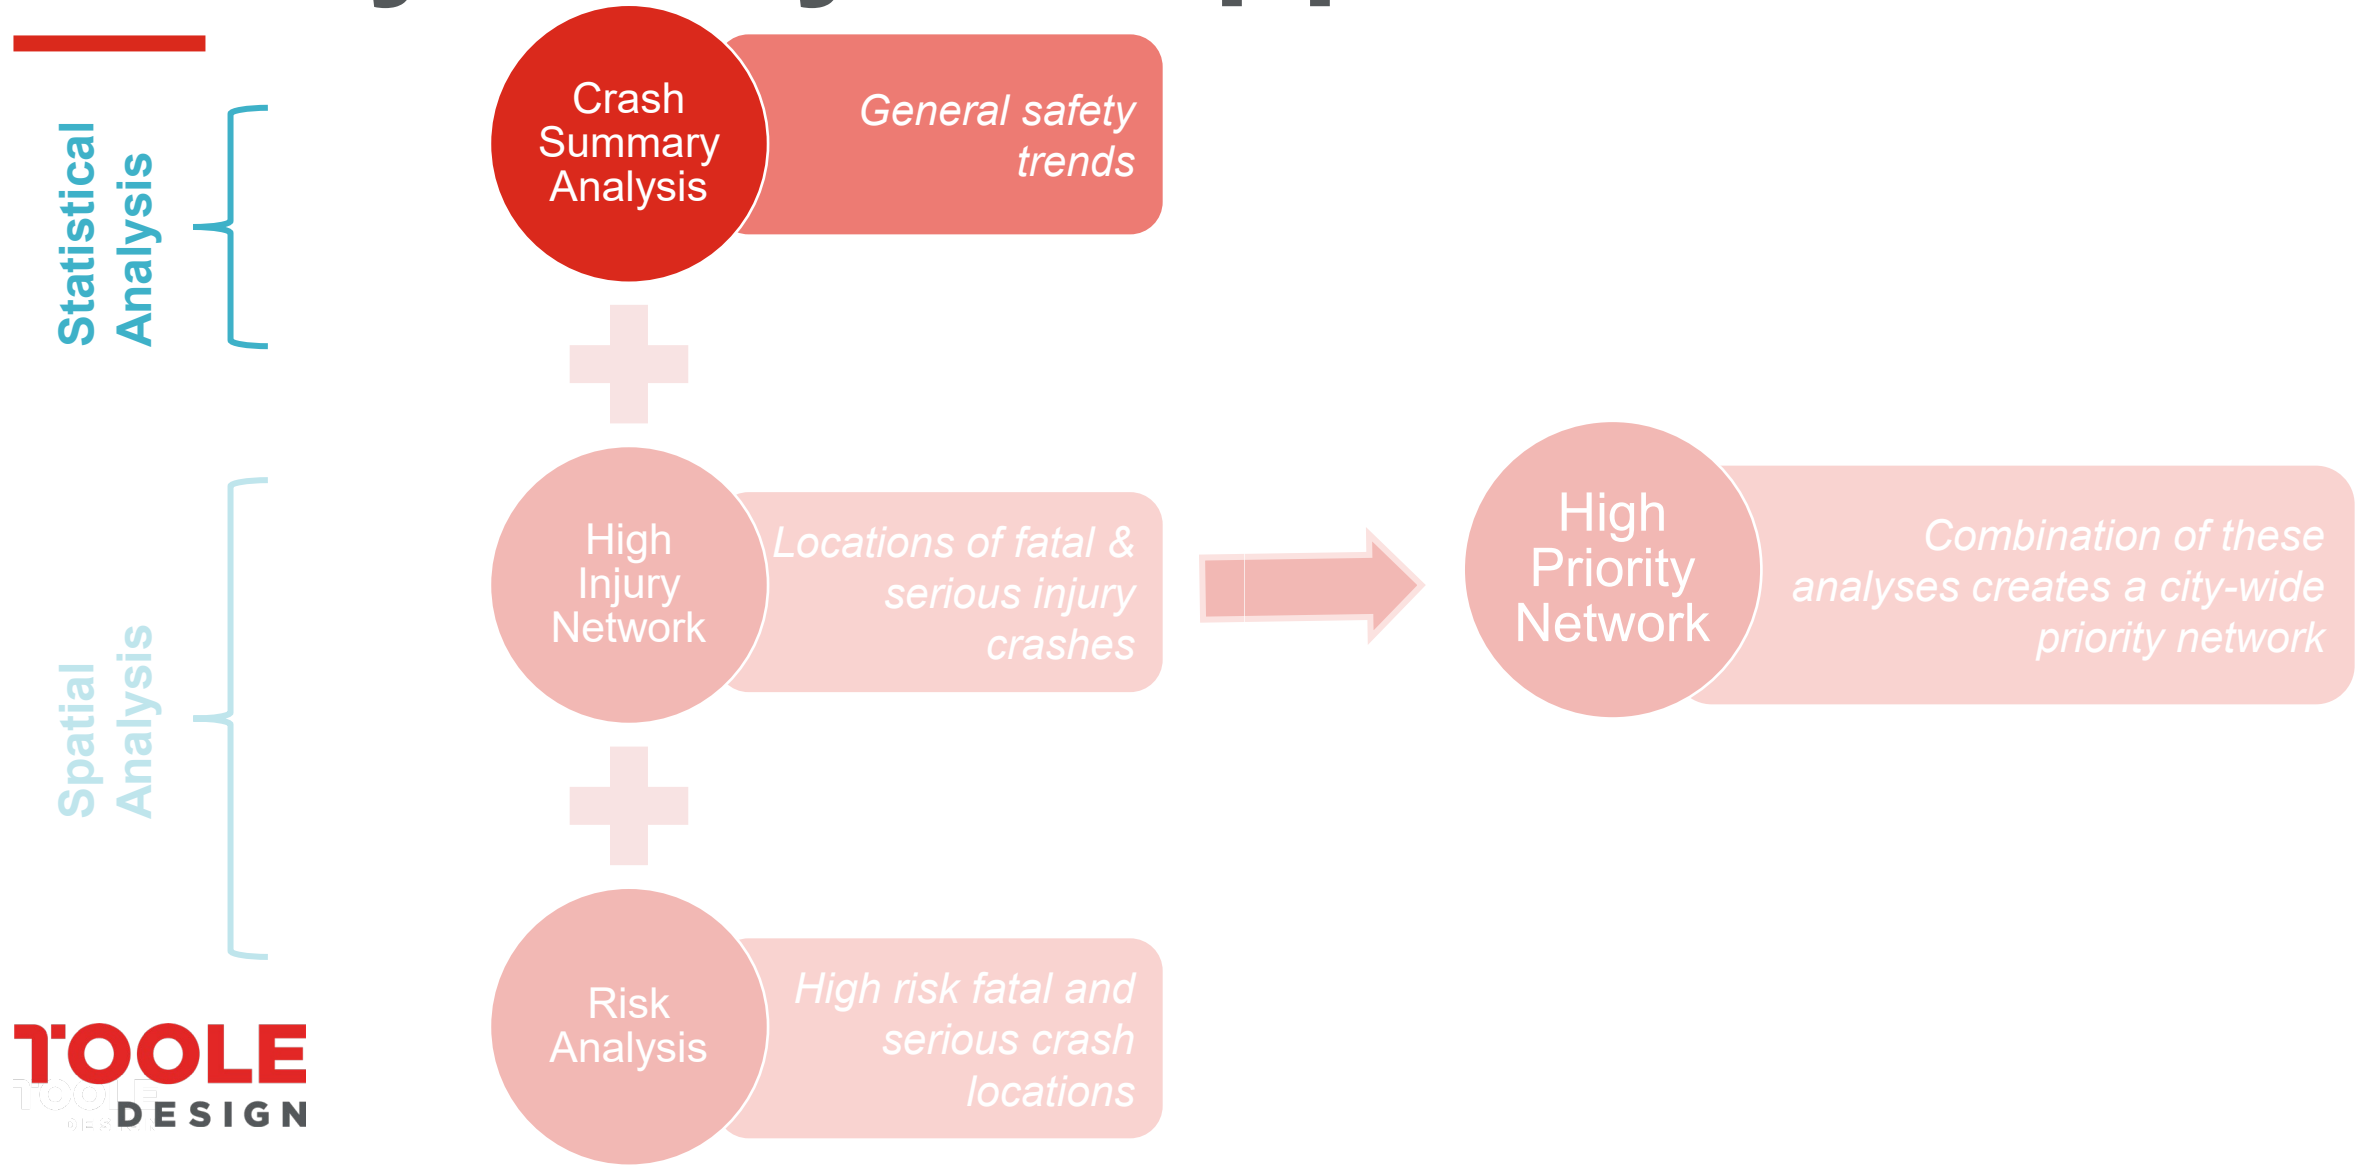 Statistical
Analysis
Crash
Summary
Analysis
General safety
trends
Spatial
Analysis
High
Injury
Network
Locations of fatal &
serious injury
crashes
High
Priority
Network
Combination of these
analyses creates a city-wide
priority network
Risk
Analysis
High risk fatal and
serious crash
locations
TOOLE
DESIGN